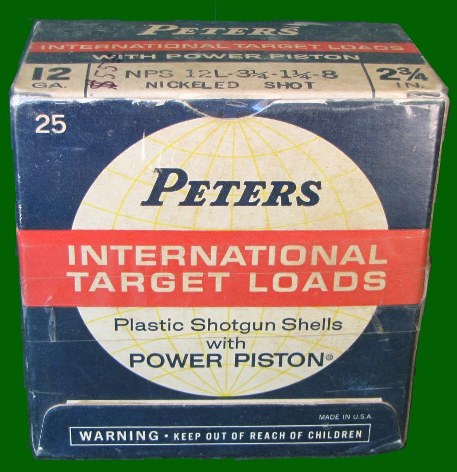 PETERS
INTERNATIONAL TARGET LOADS
WITH POWER PISTON
12 NPS 12L-3¼-1¼-8 2¾
GA. NICKELED SHOT IN.
25
PETERS
INTERNATIONAL
TARGET LOADS
Plastic Shotgun Shells
with
POWER PISTON®
MADE IN U.S.A.
WARNING • KEEP OUT OF REACH OF CHILDREN